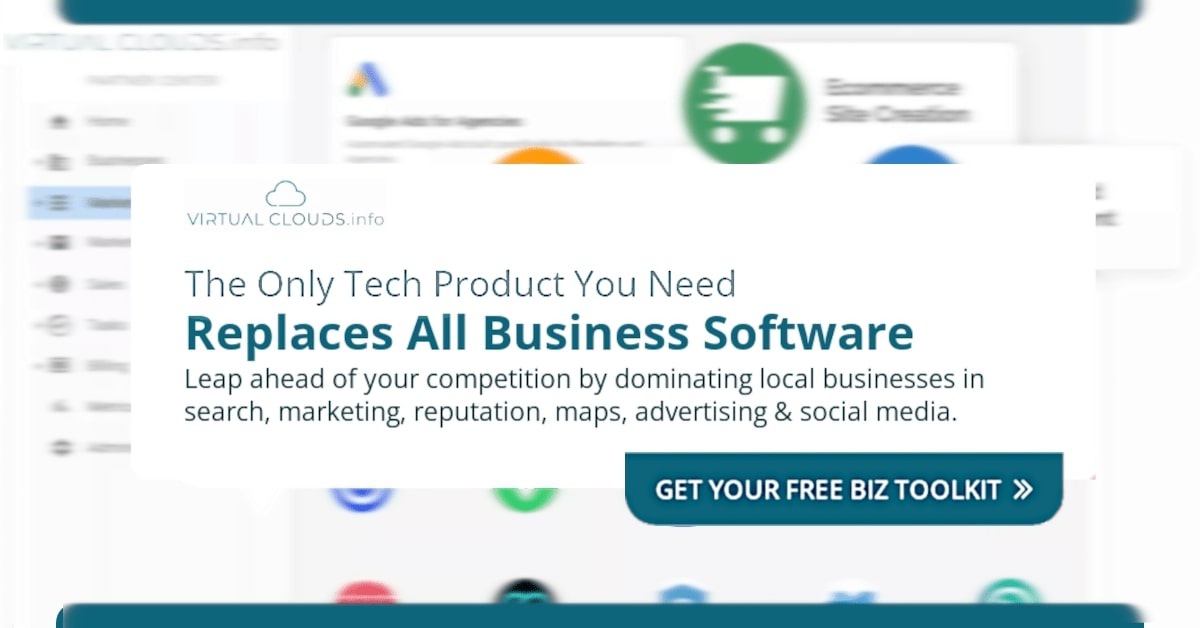 VIRTUAL CLOUDS.info
Google Ads for Agencies
Ecommerce
Site Creation
VIRTUAL CLOUDS.info
The Only Tech Product You Need
Replaces All Business Software
Leap ahead of your competition by dominating local businesses in
search, marketing, reputation, maps, advertising & social media.
GET YOUR FREE BIZ TOOLKIT